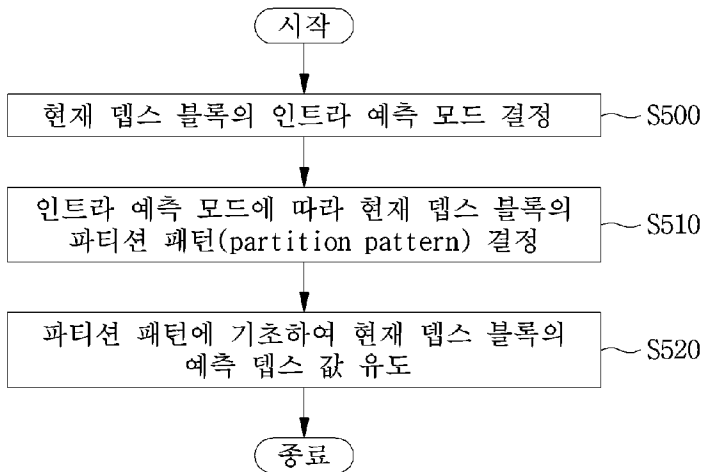 시작
현재 뎁스 블록의 인트라 예측 모드 결정
S500
인트라 예측 모드에 따라 현재 뎁스 블록의
파티션 패턴(partition pattern) 결정
S510
파티션 패턴에 기초하여 현재 뎁스 블록의
예측 뎁스 값 유도
S520
종료